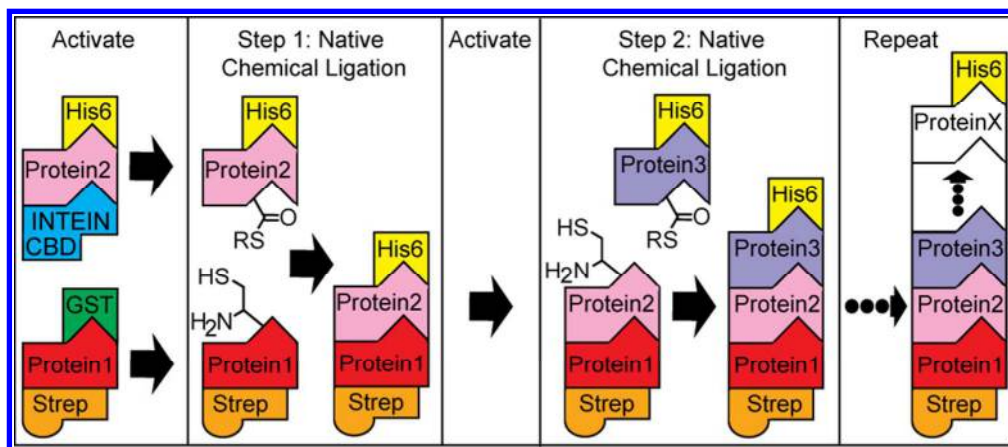 Activate
His6
Protein2
INTEIN
CBD
GST
Protein1
Strep
Step 1: Native
Chemical Ligation
His6
Protein2
O
RS
HS
H2N
Protein1
Strep
His6
Protein2
Protein1
Strep
Activate
Step 2: Native
Chemical Ligation
His6
Protein3
O
RS
HS
H2N
Protein2
Protein1
Strep
His6
Protein3
Protein2
Protein1
Strep
Repeat
His6
ProteinX
Protein3
Protein2
Protein1
Strep